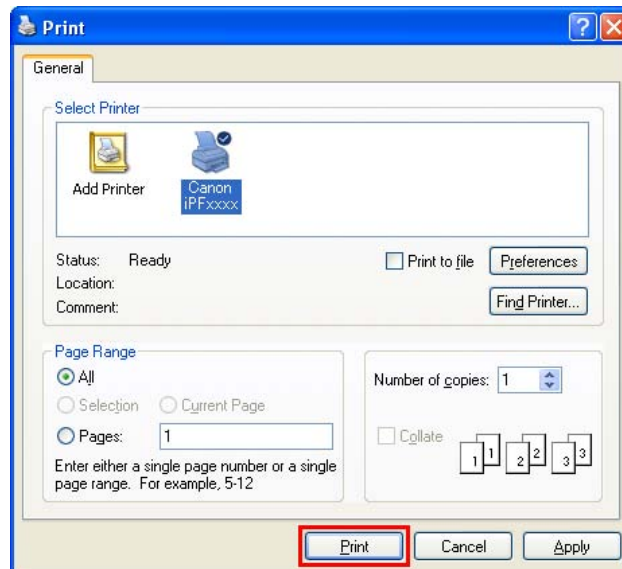 Print
General
Select Printer
Add Printer
Canon
iPFxxxx
Status: Ready
Location:
Comment:
Print to file
Preferences
Find Printer...
Page Range
All
Selection
Current Page
Pages: 1
Enter either a single page number or a single
page range. For example, 5-12
Number of copies: 1
Collate
1 1 2 2 3 3
Print
Cancel
Apply